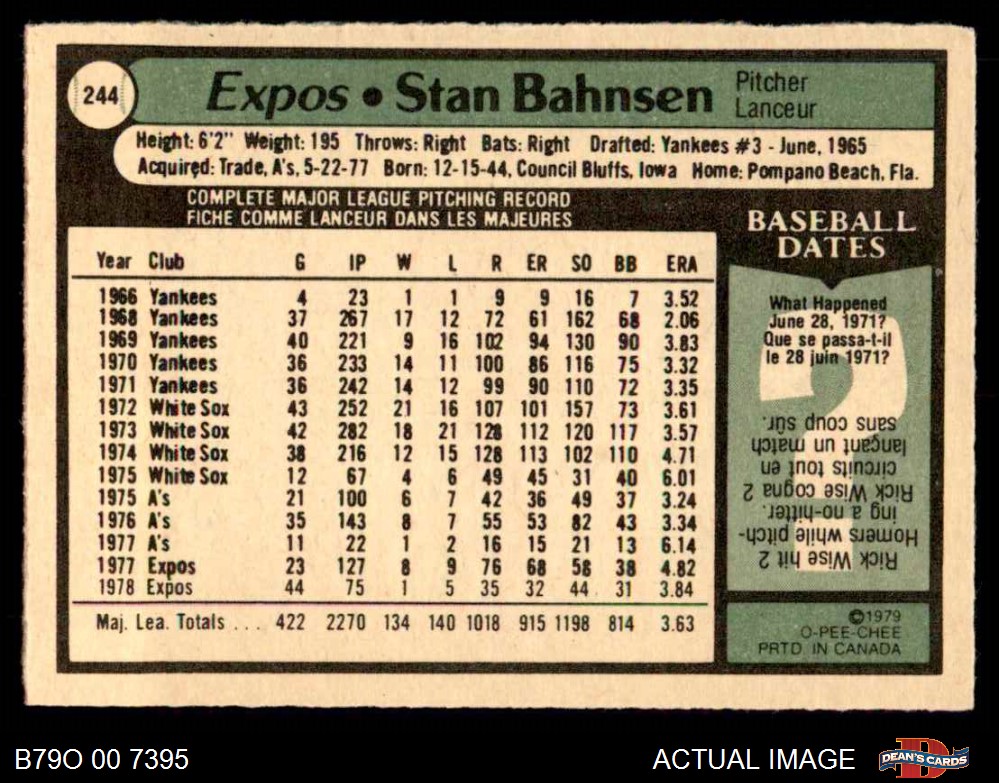 244
Expos • Stan Bahnsen
Pitcher
Lanceur
Height: 6'2" Weight: 195 Throws: Right Bats: Right Drafted: Yankees #3 - June, 1965
Acquired: Trade, A's, 5-22-77 Born: 12-15-44, Council Bluffs, Iowa Home: Pompano Beach, Fla.
COMPLETE MAJOR LEAGUE PITCHING RECORD
FICHE COMME LANCEUR DANS LES MAJEURES
Year Club G IP W L R ER SO BB ERA
1966 Yankees 4 23 1 1 9 9 16 7 3.52
1968 Yankees 37 267 17 12 72 61 162 68 2.06
1969 Yankees 40 221 9 16 102 94 130 90 3.83
1970 Yankees 36 233 14 11 100 86 116 75 3.32
1971 Yankees 36 242 14 12 99 90 110 72 3.35
1972 White Sox 43 252 21 16 107 101 157 73 3.61
1973 White Sox 42 282 18 21 128 112 120 117 3.57
1974 White Sox 38 216 12 15 128 113 102 110 4.71
1975 White Sox 12 67 4 6 49 45 31 40 6.01
1975 A's 21 100 6 7 42 36 49 37 3.24
1976 A's 35 143 8 7 55 53 82 43 3.34
1977 A's 11 22 1 2 16 15 21 13 6.14
1977 Expos 23 127 8 9 76 68 58 38 4.82
1978 Expos 44 75 1 5 35 32 44 31 3.84
Maj. Lea. Totals ... 422 2270 134 140 1018 915 1198 814 3.63
BASEBALL
DATES
What Happened
June 28, 1971?
Que se passa-t-il
le 28 juin 1971?
Rick Wise hit 2
Homers while pitch-
ing a no-hitter.
Rick Wise cogna 2
circuits tout en
lançant un match
sans coup sûr.
©1979
O-PEE-CHEE
PRTD. IN CANADA
B79O 00 7395
ACTUAL IMAGE
D
DEAN'S CARDS